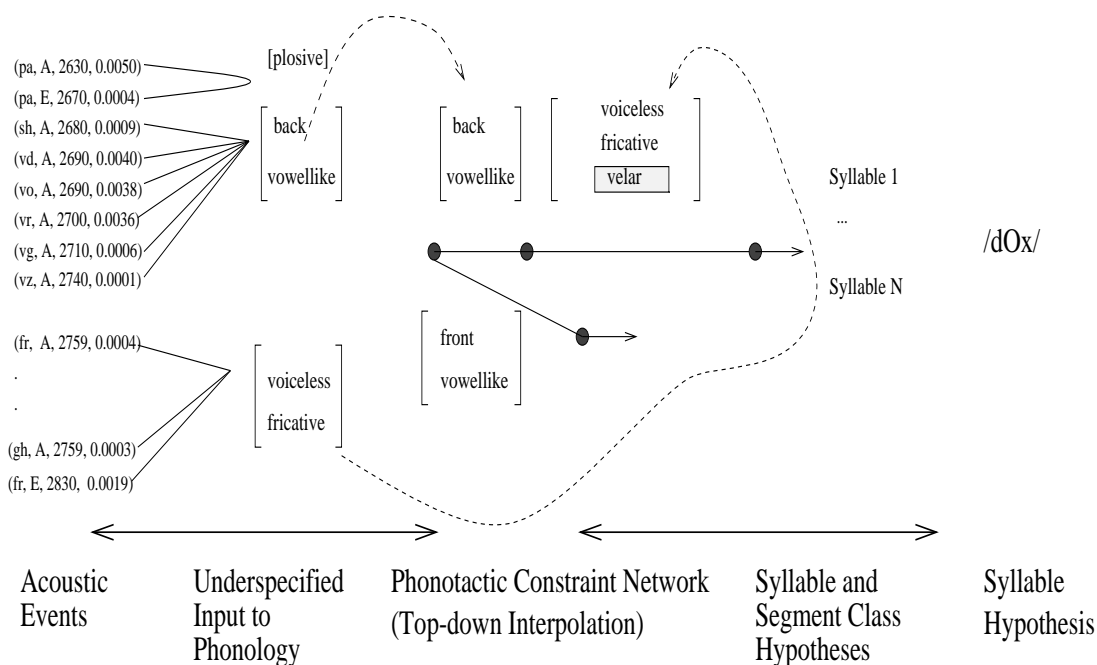 (pa, A, 2630, 0.0050)
(pa, E, 2670, 0.0004)
(sh, A, 2680, 0.0009)
(vd, A, 2690, 0.0040)
(vo, A, 2690, 0.0038)
(vr, A, 2700, 0.0036)
(vg, A, 2710, 0.0006)
(vz, A, 2740, 0.0001)
(fr, A, 2759, 0.0004)
.
.
(gh, A, 2759, 0.0003)
(fr, E, 2830, 0.0019)
[plosive]
back
vowellike
voiceless
fricative
back
vowellike
voiceless
fricative
velar
front
vowellike
Syllable 1
...
Syllable N
/dOx/
Acoustic
Events
Underspecified
Input to
Phonology
Phonotactic Constraint Network
(Top-down Interpolation)
Syllable and
Segment Class
Hypotheses
Syllable
Hypothesis